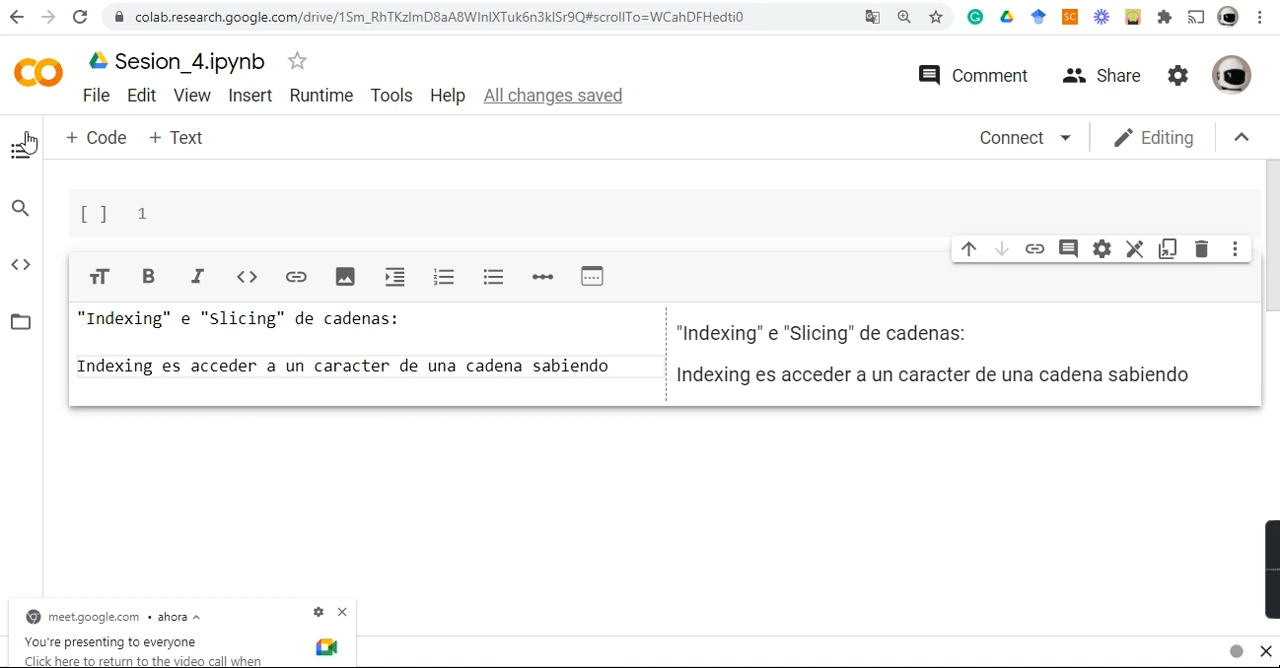 colab.research.google.com/drive/1Sm_RhTKzlmD8aA8WlnlXTuk6n3klSr9Q#scrollTo=WCahDFHedti0
SC
CO
Sesion_4.ipynb
File Edit View Insert Runtime Tools Help All changes saved
Comment Share
+ Code + Text
Connect Editing
[ ] 1
"Indexing" e "Slicing" de cadenas:
Indexing es acceder a un caracter de una cadena sabiendo
"Indexing" e "Slicing" de cadenas:
Indexing es acceder a un caracter de una cadena sabiendo
meet.google.com • ahora
You're presenting to everyone
Click here to return to the video call when